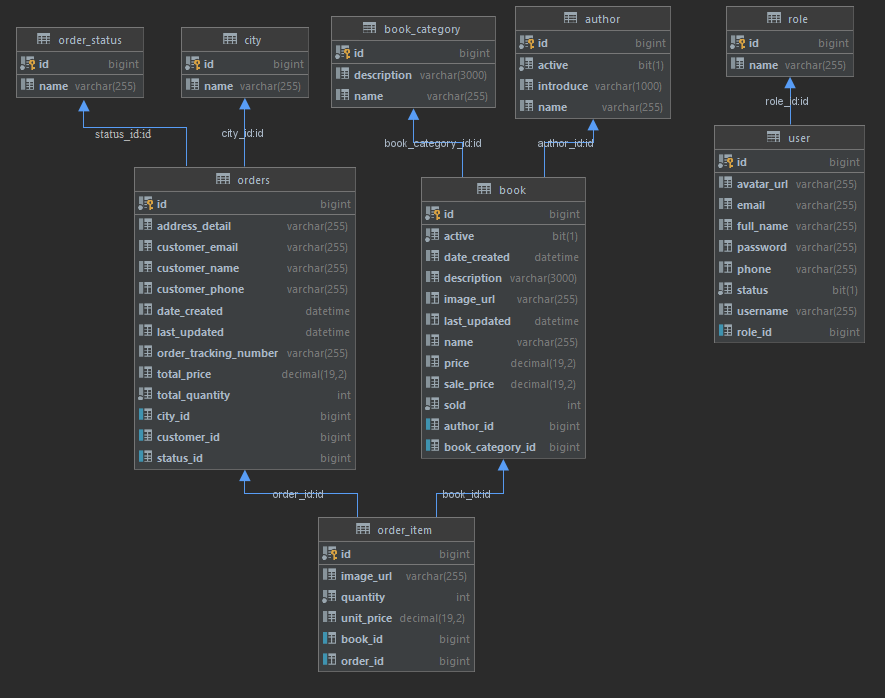 order_status
id bigint
name varchar(255)
city
id bigint
name varchar(255)
book_category
id bigint
description varchar(3000)
name varchar(255)
author
id bigint
active bit(1)
introduce varchar(1000)
name varchar(255)
role
id bigint
name varchar(255)
status_id:id
city_id:id
book_category_id:id
author_id:id
role_id:id
orders
id bigint
address_detail varchar(255)
customer_email varchar(255)
customer_name varchar(255)
customer_phone varchar(255)
date_created datetime
last_updated datetime
order_tracking_number varchar(255)
total_price decimal(19,2)
total_quantity int
city_id bigint
customer_id bigint
status_id bigint
book
id bigint
active bit(1)
date_created datetime
description varchar(3000)
image_url varchar(255)
last_updated datetime
name varchar(255)
price decimal(19,2)
sale_price decimal(19,2)
sold int
author_id bigint
book_category_id bigint
user
id bigint
avatar_url varchar(255)
email varchar(255)
full_name varchar(255)
password varchar(255)
phone varchar(255)
status bit(1)
username varchar(255)
role_id bigint
order_id:id
book_id:id
order_item
id bigint
image_url varchar(255)
quantity int
unit_price decimal(19,2)
book_id bigint
order_id bigint